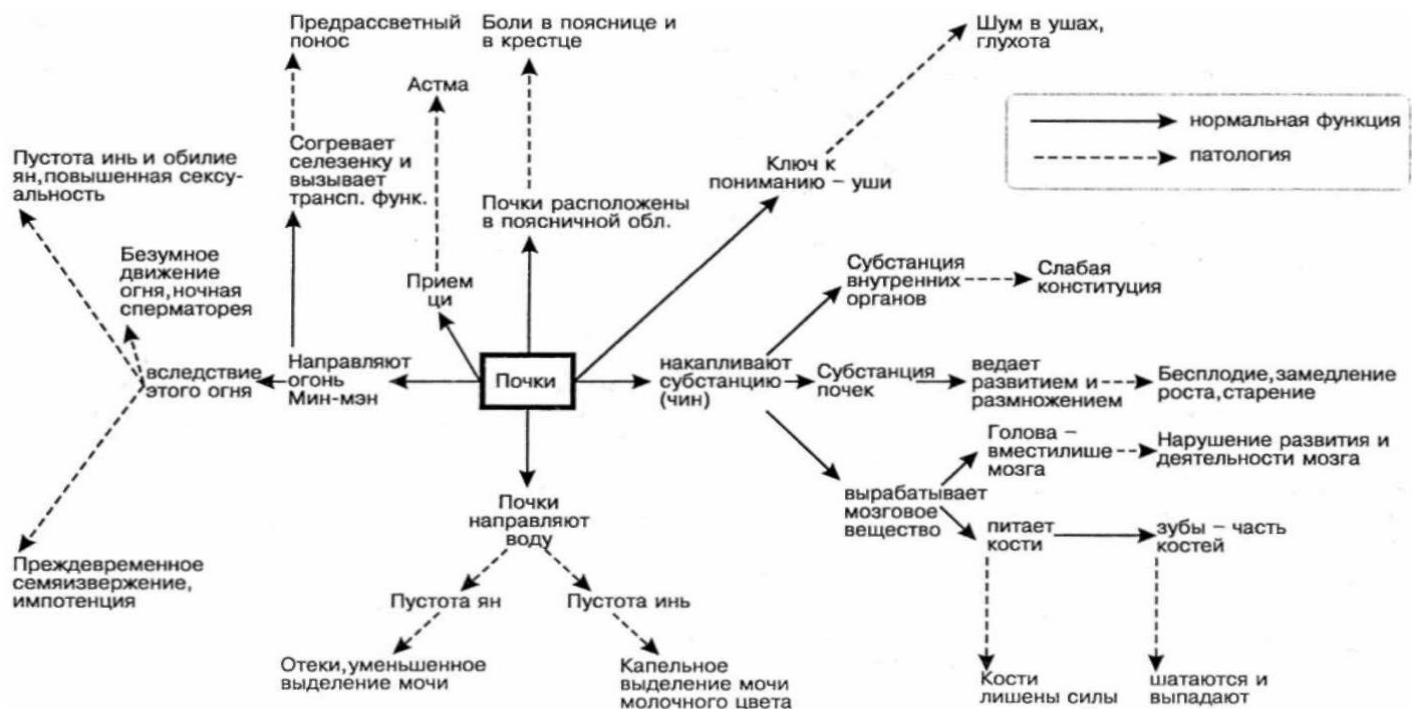 Предрассветный
понос
Боли в пояснице и
в крестце
Шум в ушах,
глухота
Астма
нормальная функция
патология
Согревает
селезенку и
вызывает
трансп. функ.
Пустота инь и обилие
ян,повышенная сексу-
альность)
Ключ к
пониманию – уши
Почки расположены
в поясничной обл.
Безумное
движение
огня,ночная
сперматорея
Прием
ци
Субстанция
внутренних
органов
Слабая
конституция
вследствие
этого огня
Направляют
огонь
Мин-мэн
Почки
накапливают
субстанцию
(чин)
Субстанция
почек
ведает
развитием и
размножением
Бесплодие,замедление
роста,старение
Голова –
вместилише
мозга
Нарушение развития и
деятельности мозга
вырабатывает
мозговое
вещество
питает
кости
зубы – часть
костей
Почки
направляют
воду
Преждевременное
семяизвержение,
импотенция
Пустота ян
Пустота инь
Отеки,уменьшенное
выделение мочи
Капельное
выделение мочи
молочного цвета
Кости
лишены силы
шатаются и
выпадают